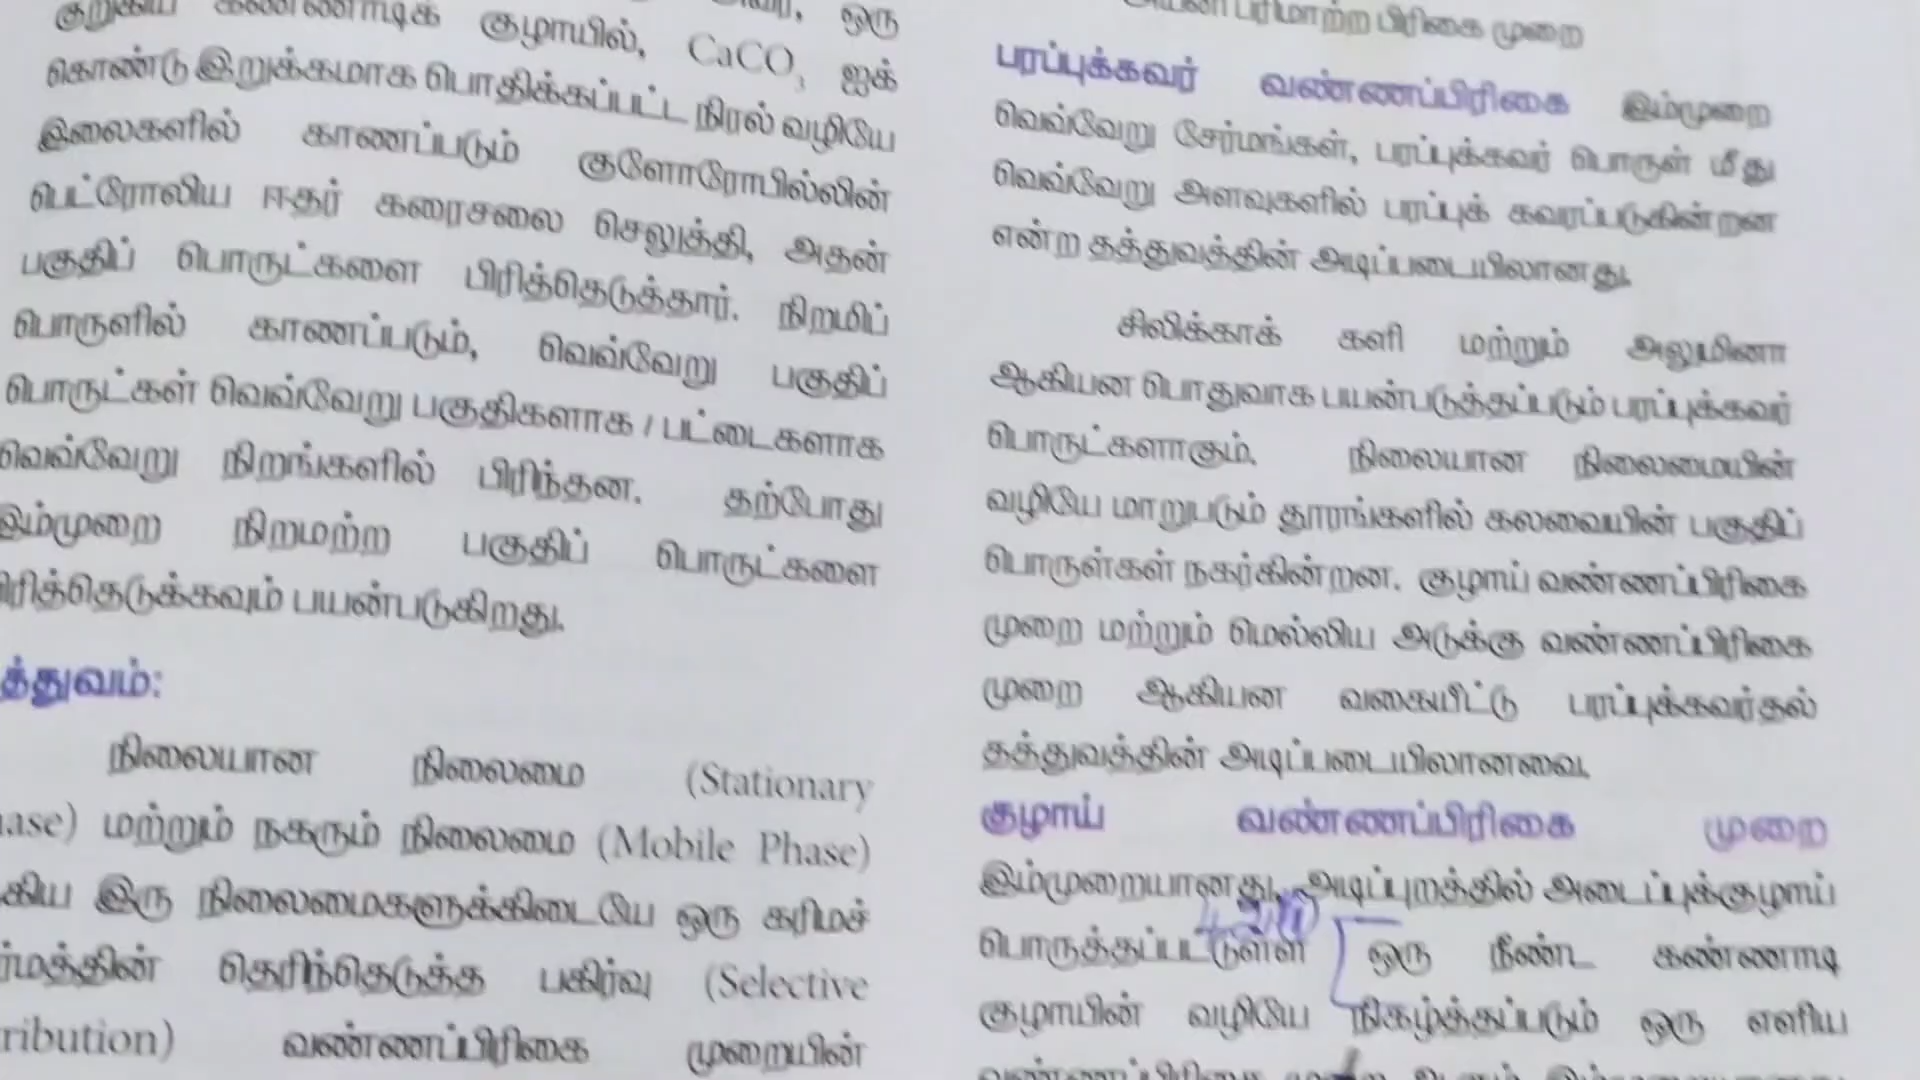 குறுகிய கண்ணாடிக் குழாயில், CaCO₃ ஐக்
கொண்டு இறுக்கமாக பொதிக்கப்பட்ட நிரல் வழியே
இலைகளில் காணப்படும் குளோரோபில்லின்
பெட்ரோலிய ஈதர் கரைசலை செலுத்தி, அதன்
பகுதிப் பொருட்களை பிரித்தெடுத்தார். நிறமிப்
பொருளில் காணப்படும், வெவ்வேறு பகுதிப்
பொருட்கள் வெவ்வேறு பகுதிகளாக / பட்டைகளாக
வெவ்வேறு நிறங்களில் பிரிந்தன. தற்போது
இம்முறை நிறமற்ற பகுதிப் பொருட்களை
ரித்தெடுக்கவும் பயன்படுகிறது.
த்துவம்:
நிலையான நிலைமை (Stationary
ase) மற்றும் நகரும் நிலைமை (Mobile Phase)
கிய இரு நிலைமைகளுக்கிடையே ஒரு கரிமச்
ர்மத்தின் தெரிந்தெடுத்த பகிர்வு (Selective
ribution) வண்ணப்பிரிகை முறையின்
பரிமாற்ற பிரிகை முறை
பரப்புக்கவர் வண்ணப்பிரிகை இம்முறை
வெவ்வேறு சேர்மங்கள், பரப்புக்கவர் பொருள் மீது
வெவ்வேறு அளவுகளில் பரப்புக் கவரப்படுகின்றன
என்ற தத்துவத்தின் அடிப்படையிலானது.
சிலிக்காக் களி மற்றும் அலுமினா
ஆகியன பொதுவாக பயன்படுத்தப்படும் பரப்புக்கவர்
பொருட்களாகும். நிலையான நிலைமையின்
வழியே மாறுபடும் தூரங்களில் கலவையின் பகுதிப்
பொருள்கள் நகர்கின்றன. குழாய் வண்ணப்பிரிகை
முறை மற்றும் மெல்லிய அடுக்கு வண்ணப்பிரிகை
முறை ஆகியன வகையீட்டு பரப்புக்கவர்தல்
தத்துவத்தின் அடிப்படையிலானவை.
குழாய் வண்ணப்பிரிகை முறை
இம்முறையானது, அடிப்புறத்தில் அடைப்புக்குழாய்
பொருத்தப்பட்டுள்ள ஒரு நீண்ட கண்ணாடி
குழாயின் வழியே நிகழ்த்தப்படும் ஒரு எளிய